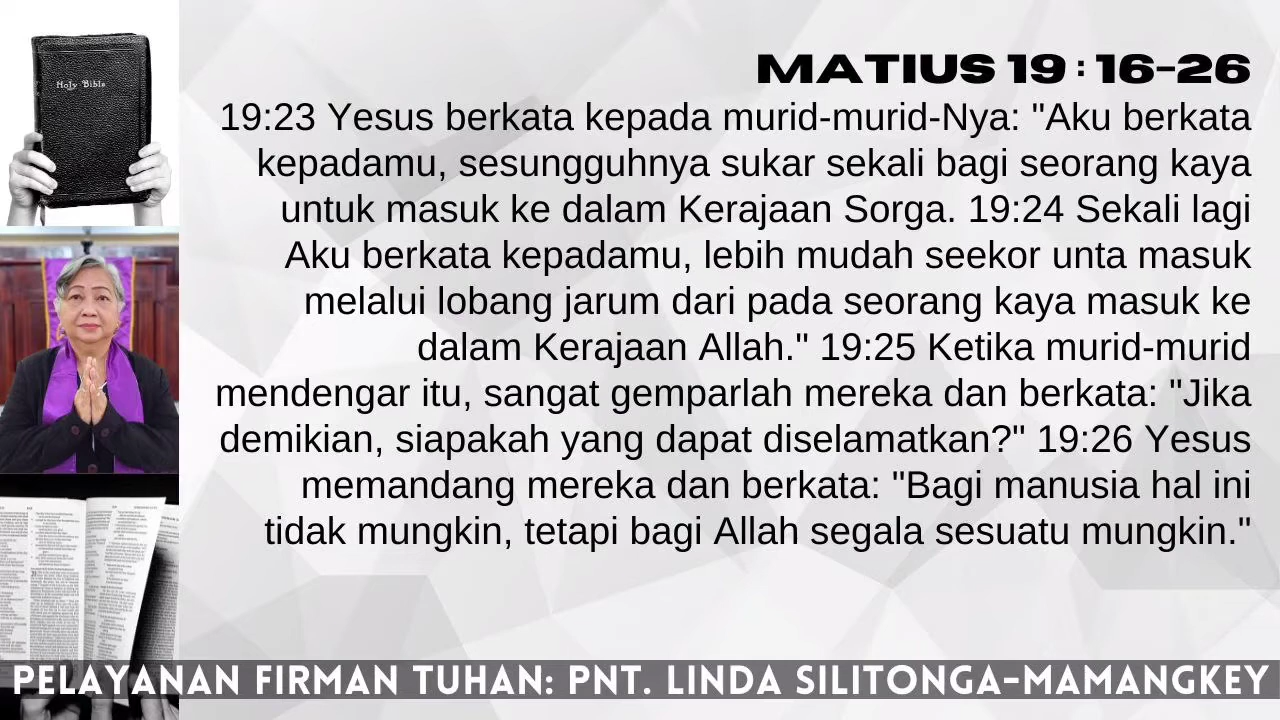 Holy Bible
MATIUS 19 : 16-26
19:23 Yesus berkata kepada murid-murid-Nya: "Aku berkata
kepadamu, sesungguhnya sukar sekali bagi seorang kaya
untuk masuk ke dalam Kerajaan Sorga. 19:24 Sekali lagi
Aku berkata kepadamu, lebih mudah seekor unta masuk
melalui lobang jarum dari pada seorang kaya masuk ke
dalam Kerajaan Allah." 19:25 Ketika murid-murid
mendengar itu, sangat gemparlah mereka dan berkata: "Jika
demikian, siapakah yang dapat diselamatkan?" 19:26 Yesus
memandang mereka dan berkata: "Bagi manusia hal ini
tidak mungkin, tetapi bagi Allah segala sesuatu mungkin."
PELAYANAN FIRMAN TUHAN: PNT. LINDA SILITONGA-MAMANGKEY